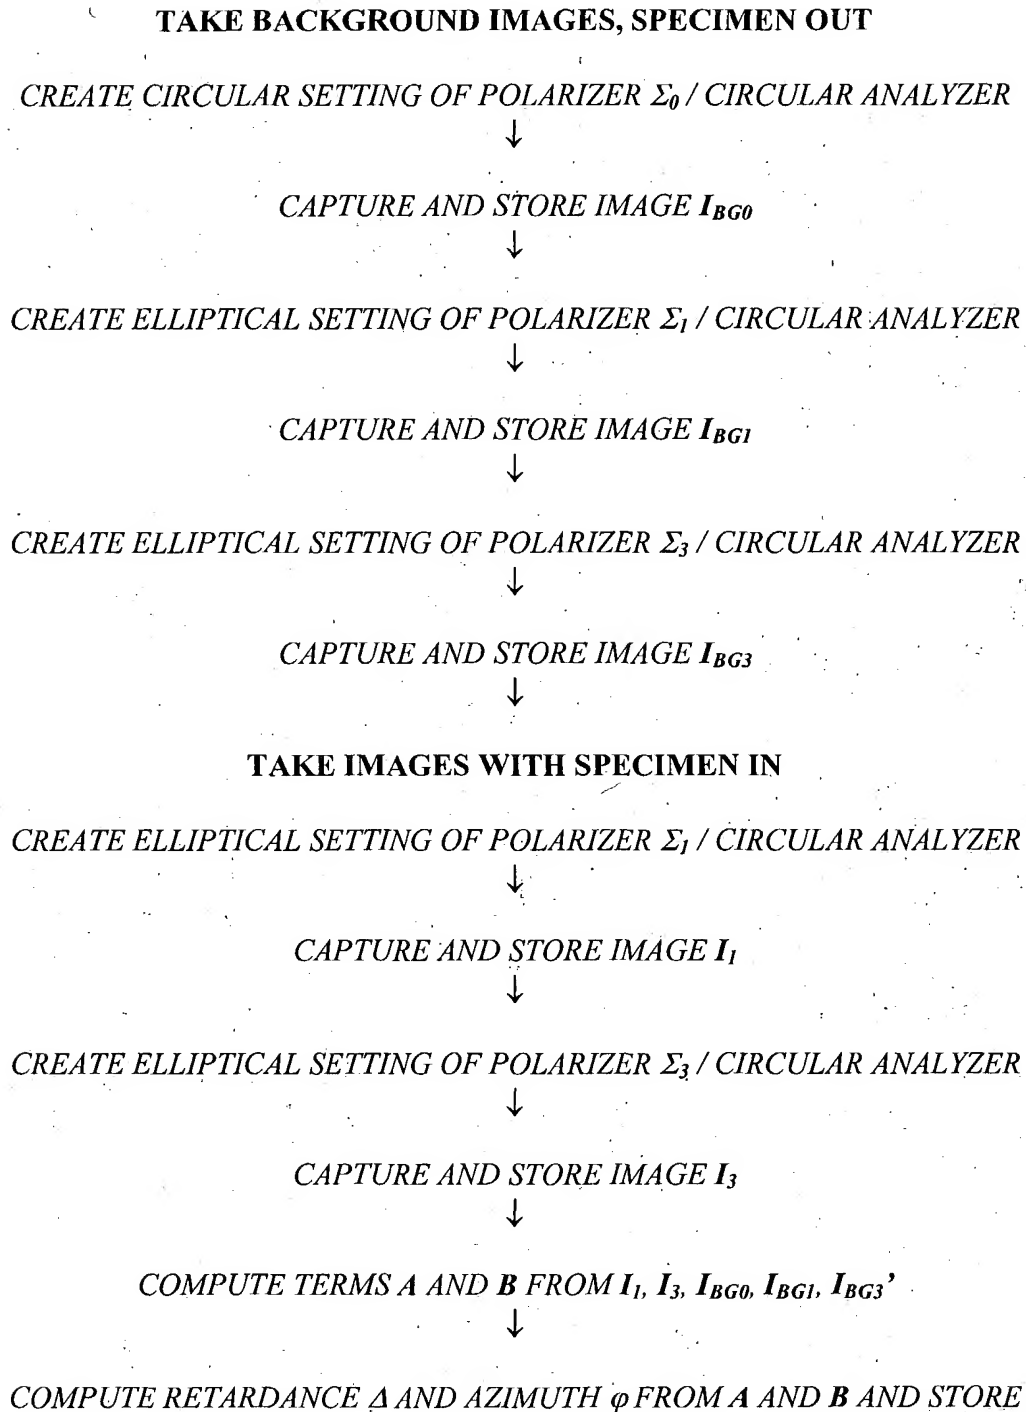 TAKE BACKGROUND IMAGES, SPECIMEN OUT
CREATE CIRCULAR SETTING OF POLARIZER Σ0 / CIRCULAR ANALYZER
↓
CAPTURE AND STORE IMAGE IBG0
↓
CREATE ELLIPTICAL SETTING OF POLARIZER Σ1 / CIRCULAR ANALYZER
↓
CAPTURE AND STORE IMAGE IBG1
↓
CREATE ELLIPTICAL SETTING OF POLARIZER Σ3 / CIRCULAR ANALYZER
↓
CAPTURE AND STORE IMAGE IBG3
↓
TAKE IMAGES WITH SPECIMEN IN
CREATE ELLIPTICAL SETTING OF POLARIZER Σ1 / CIRCULAR ANALYZER
↓
CAPTURE AND STORE IMAGE I1
↓
CREATE ELLIPTICAL SETTING OF POLARIZER Σ3 / CIRCULAR ANALYZER
↓
CAPTURE AND STORE IMAGE I3
↓
COMPUTE TERMS A AND B FROM I1, I3, IBG0, IBG1, IBG3’
↓
COMPUTE RETARDANCE Δ AND AZIMUTH φ FROM A AND B AND STORE